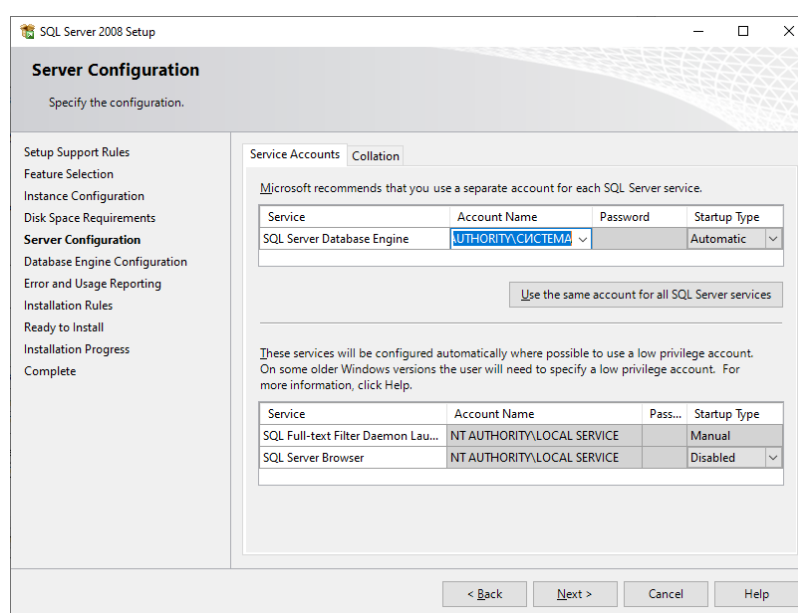 SQL Server 2008 Setup
Server Configuration
Specify the configuration.
Setup Support Rules
Feature Selection
Instance Configuration
Disk Space Requirements
Server Configuration
Database Engine Configuration
Error and Usage Reporting
Installation Rules
Ready to Install
Installation Progress
Complete
Service Accounts Collation
Microsoft recommends that you use a separate account for each SQL Server service.
Service Account Name Password Startup Type
SQL Server Database Engine AUTHORITY\СИСТЕМА Automatic
Use the same account for all SQL Server services
These services will be configured automatically where possible to use a low privilege account.
On some older Windows versions the user will need to specify a low privilege account. For
more information, click Help.
Service Account Name Pass... Startup Type
SQL Full-text Filter Daemon Lau... NT AUTHORITY\LOCAL SERVICE Manual
SQL Server Browser NT AUTHORITY\LOCAL SERVICE Disabled
< Back Next > Cancel Help